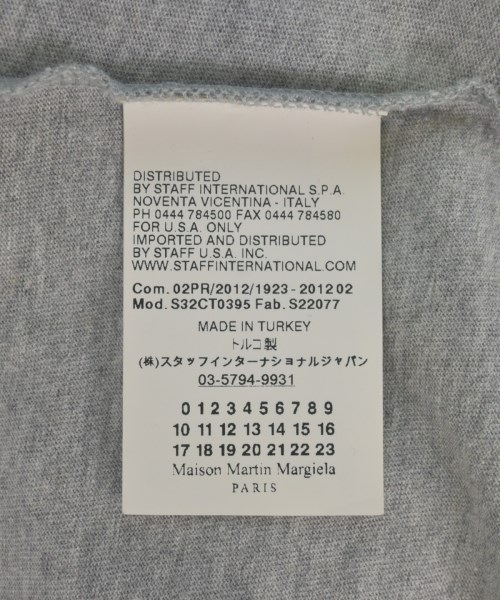 DISTRIBUTED
BY STAFF INTERNATIONAL S.P.A.
NOVENTA VICENTINA - ITALY
PH 0444 784500 FAX 0444 784580
FOR U.S.A. ONLY
IMPORTED AND DISTRIBUTED
BY STAFF U.S.A. INC.
WWW.STAFFINTERNATIONAL.COM
Com. 02PR/2012/1923 - 2012 02
Mod. S32CT0395 Fab. S22077
MADE IN TURKEY
トルコ製
(株)スタッフインターナショナルジャパン
03-5794-9931
0 1 2 3 4 5 6 7 8 9
10 11 12 13 14 15 16
17 18 19 20 21 22 23
Maison Martin Margiela
PARIS